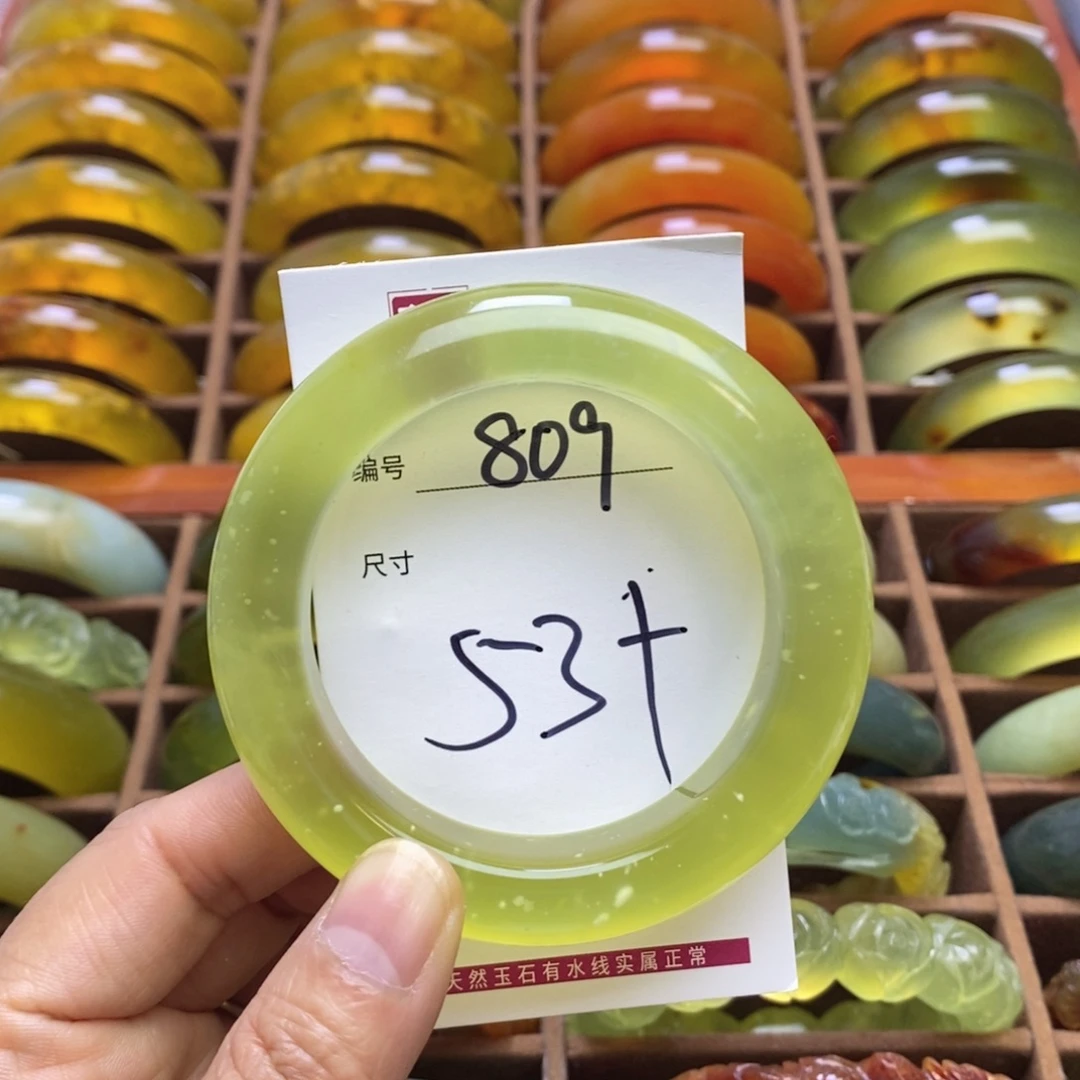 编号 809
尺寸
53+
天然玉石有水线实属正常